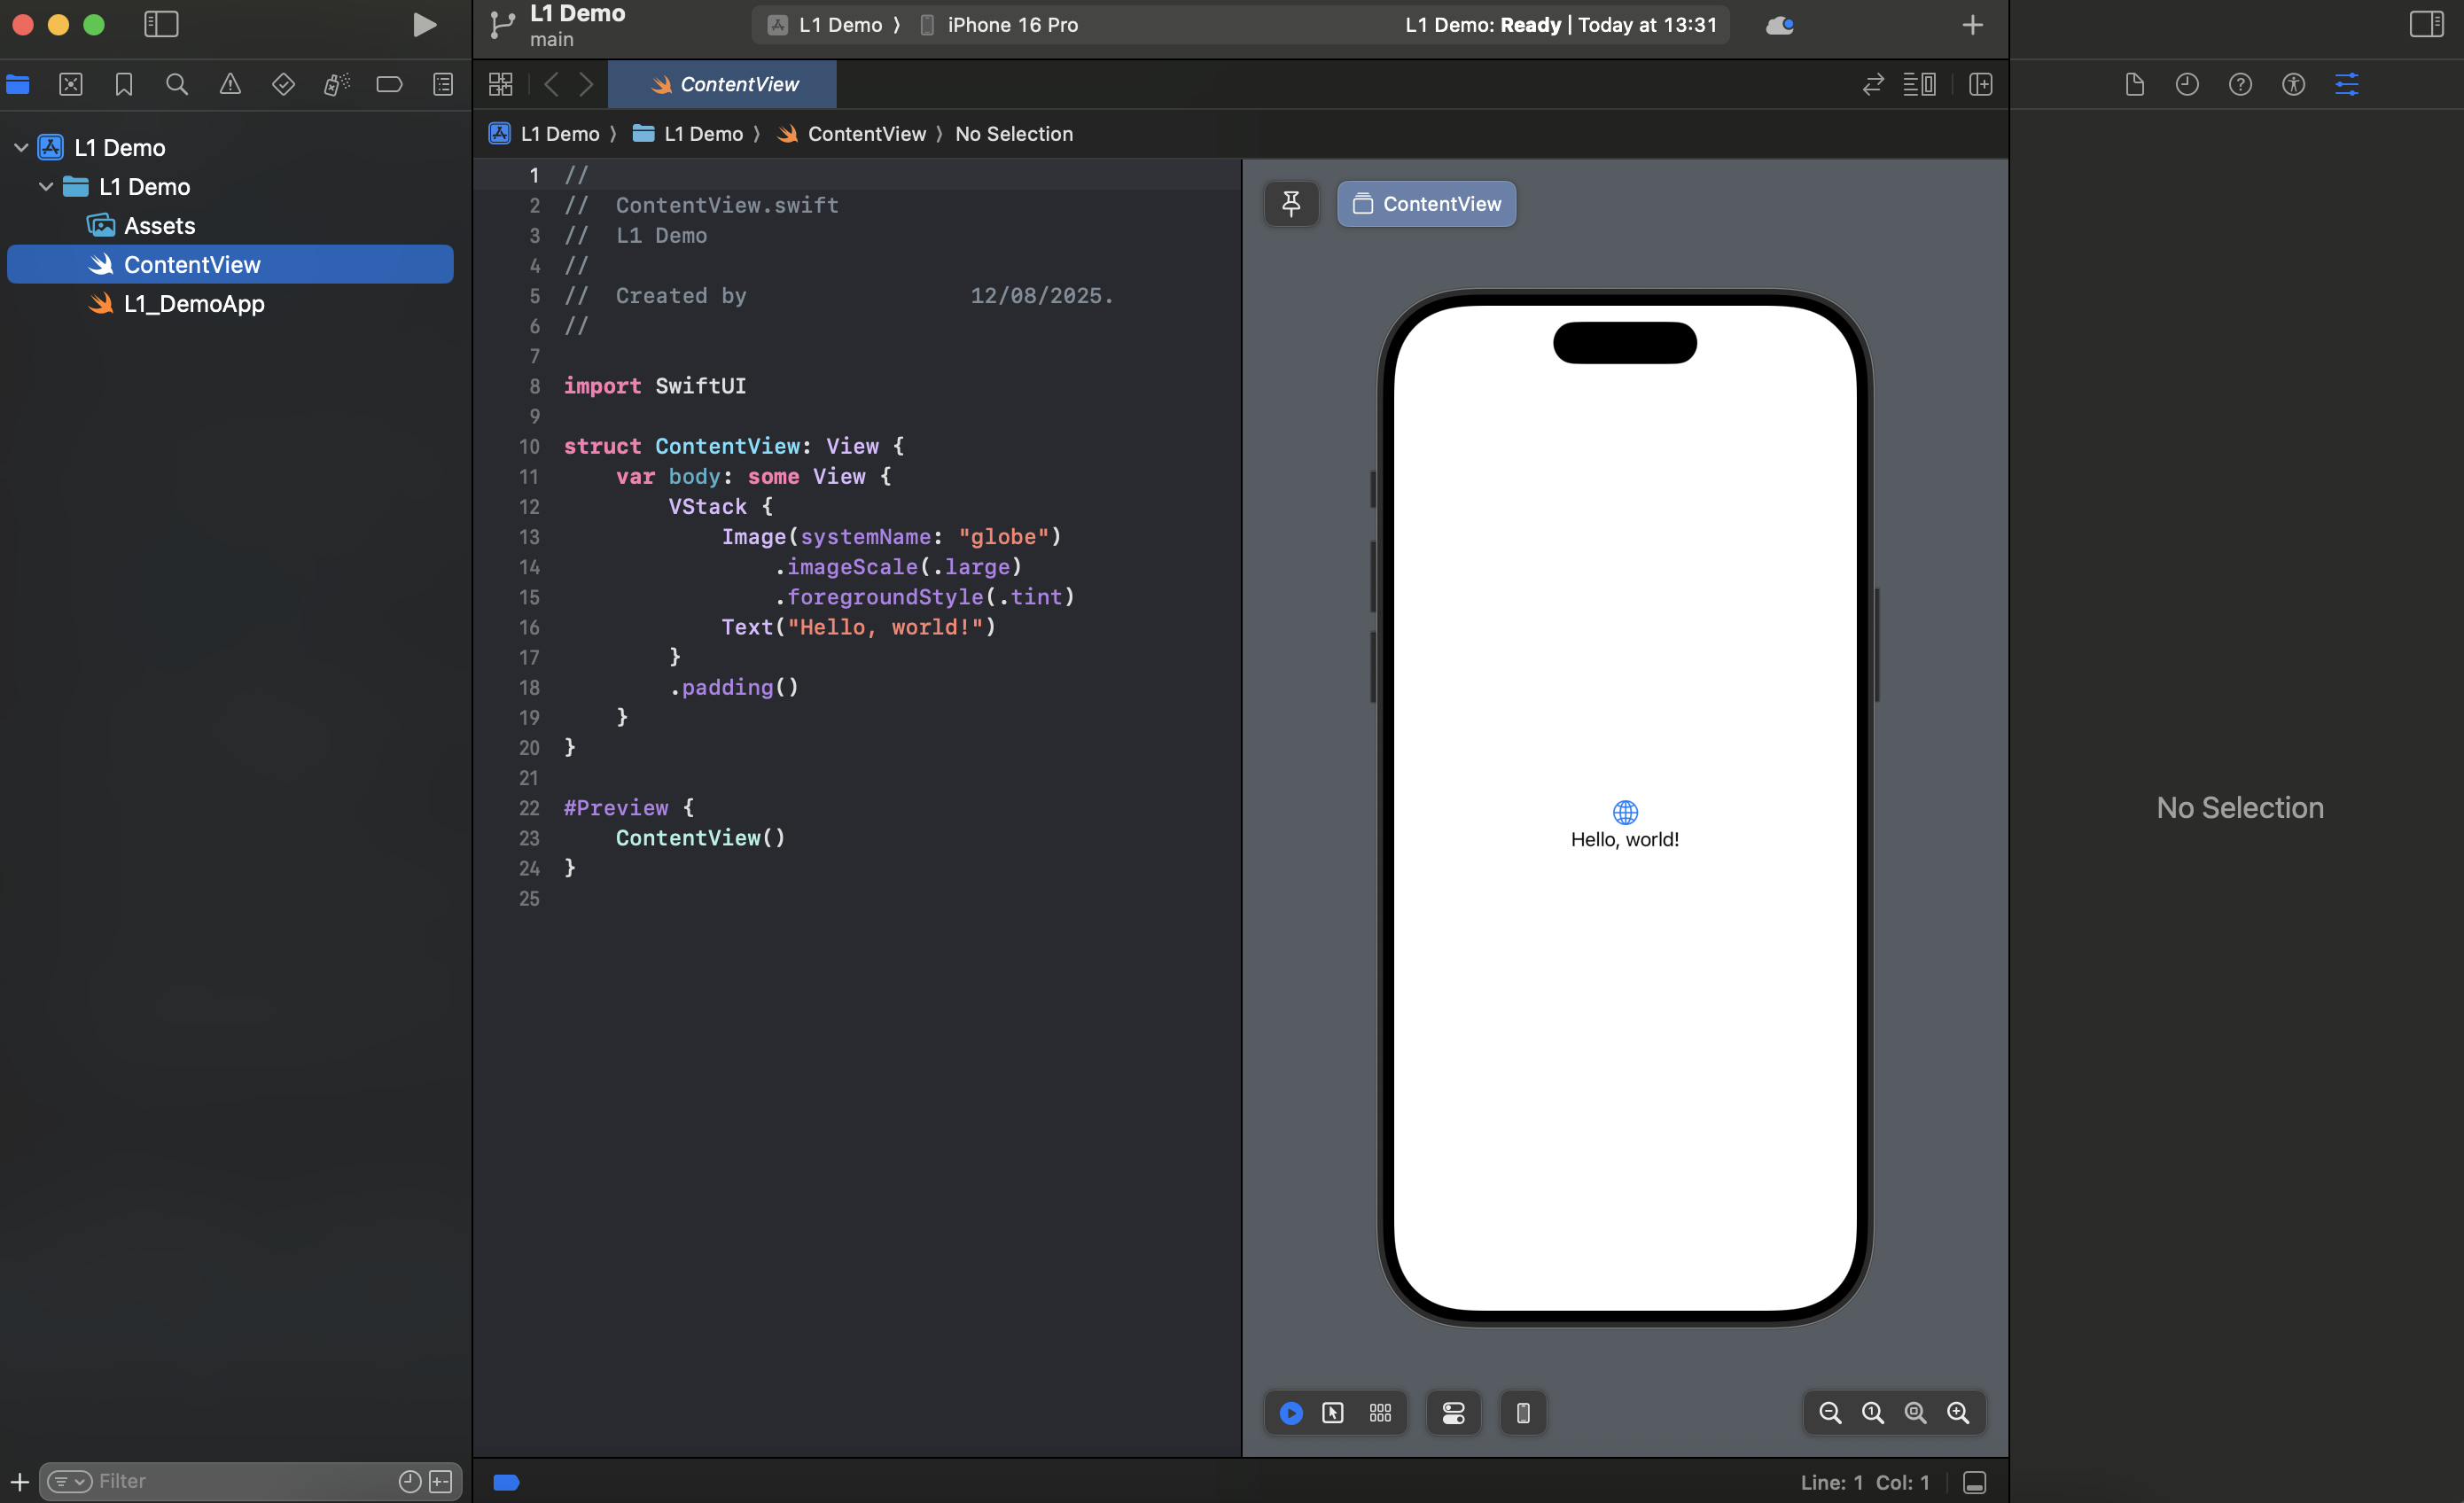 L1 Demo
main
L1 Demo 〉 iPhone 16 Pro
L1 Demo: Ready | Today at 13:31
ContentView
L1 Demo 〉 L1 Demo 〉 ContentView 〉 No Selection
L1 Demo
L1 Demo
Assets
ContentView
L1_DemoApp
1 //
2 //  ContentView.swift
3 //  L1 Demo
4 //
5 //  Created by 12/08/2025.
6 //
7
8 import SwiftUI
9
10 struct ContentView: View {
11     var body: some View {
12         VStack {
13             Image(systemName: "globe")
14                 .imageScale(.large)
15                 .foregroundStyle(.tint)
16             Text("Hello, world!")
17         }
18         .padding()
19     }
20 }
21
22 #Preview {
23     ContentView()
24 }
25
ContentView
Hello, world!
No Selection
Filter
Line: 1 Col: 1